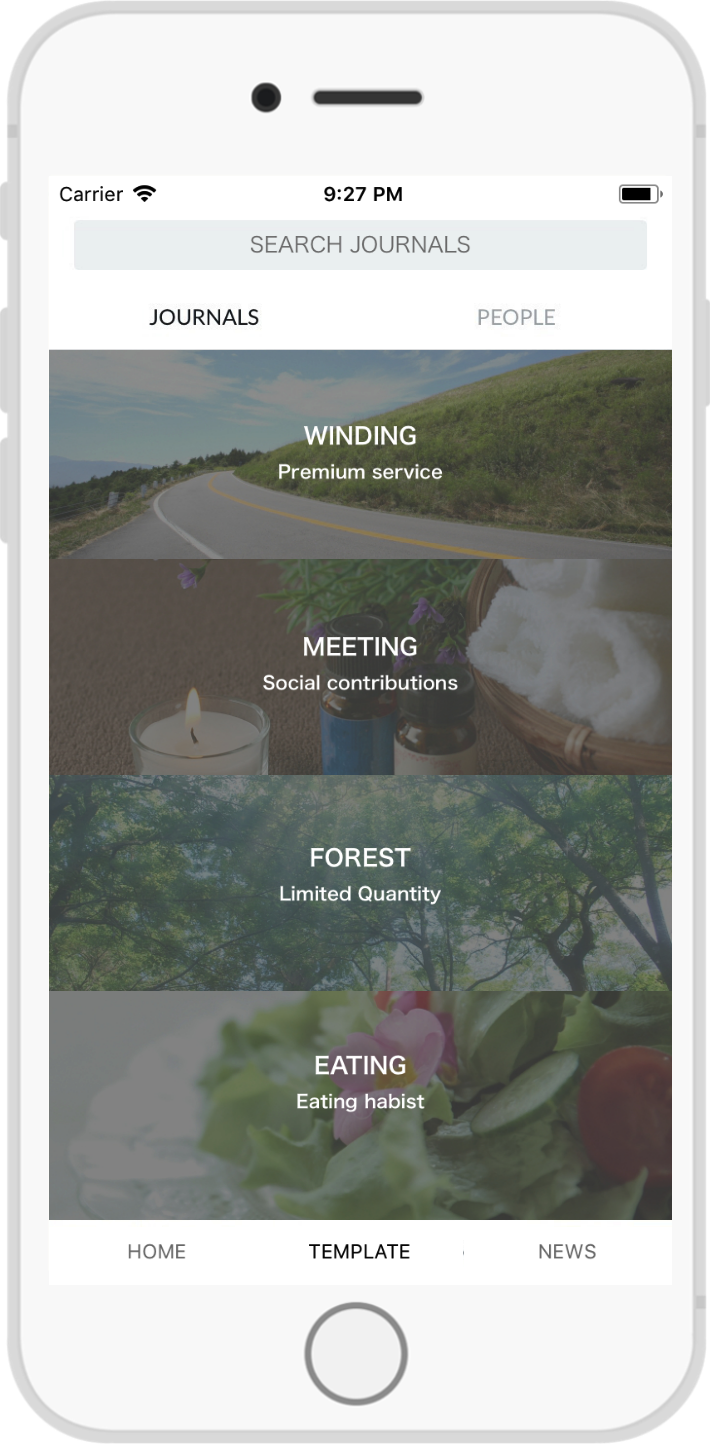 Carrier 9:27 PM
SEARCH JOURNALS
JOURNALS PEOPLE
WINDING
Premium service
MEETING
Social contributions
FOREST
Limited Quantity
EATING
Eating habist
HOME TEMPLATE NEWS